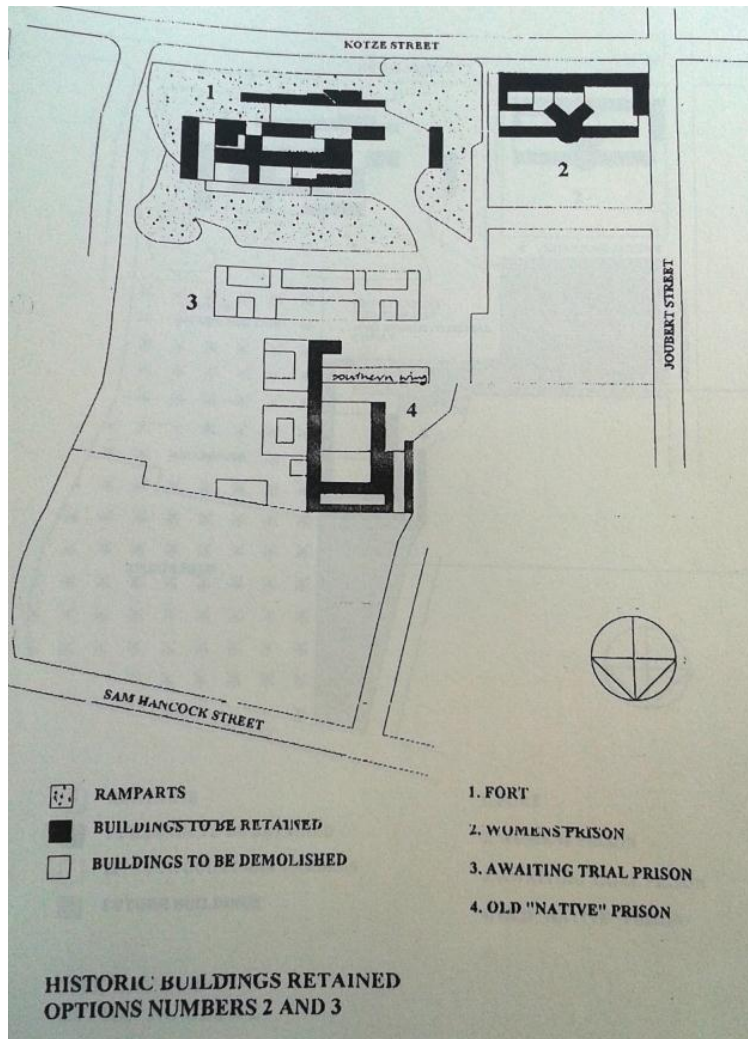 KOTZE STREET
1
2
JOUBERT STREET
3
southern wing
4
SAM HANCOCK STREET
RAMPARTS
BUILDINGS TO BE RETAINED
BUILDINGS TO BE DEMOLISHED
1. FORT
2. WOMENS PRISON
3. AWAITING TRIAL PRISON
4. OLD "NATIVE" PRISON
HISTORIC BUILDINGS RETAINED
OPTIONS NUMBERS 2 AND 3